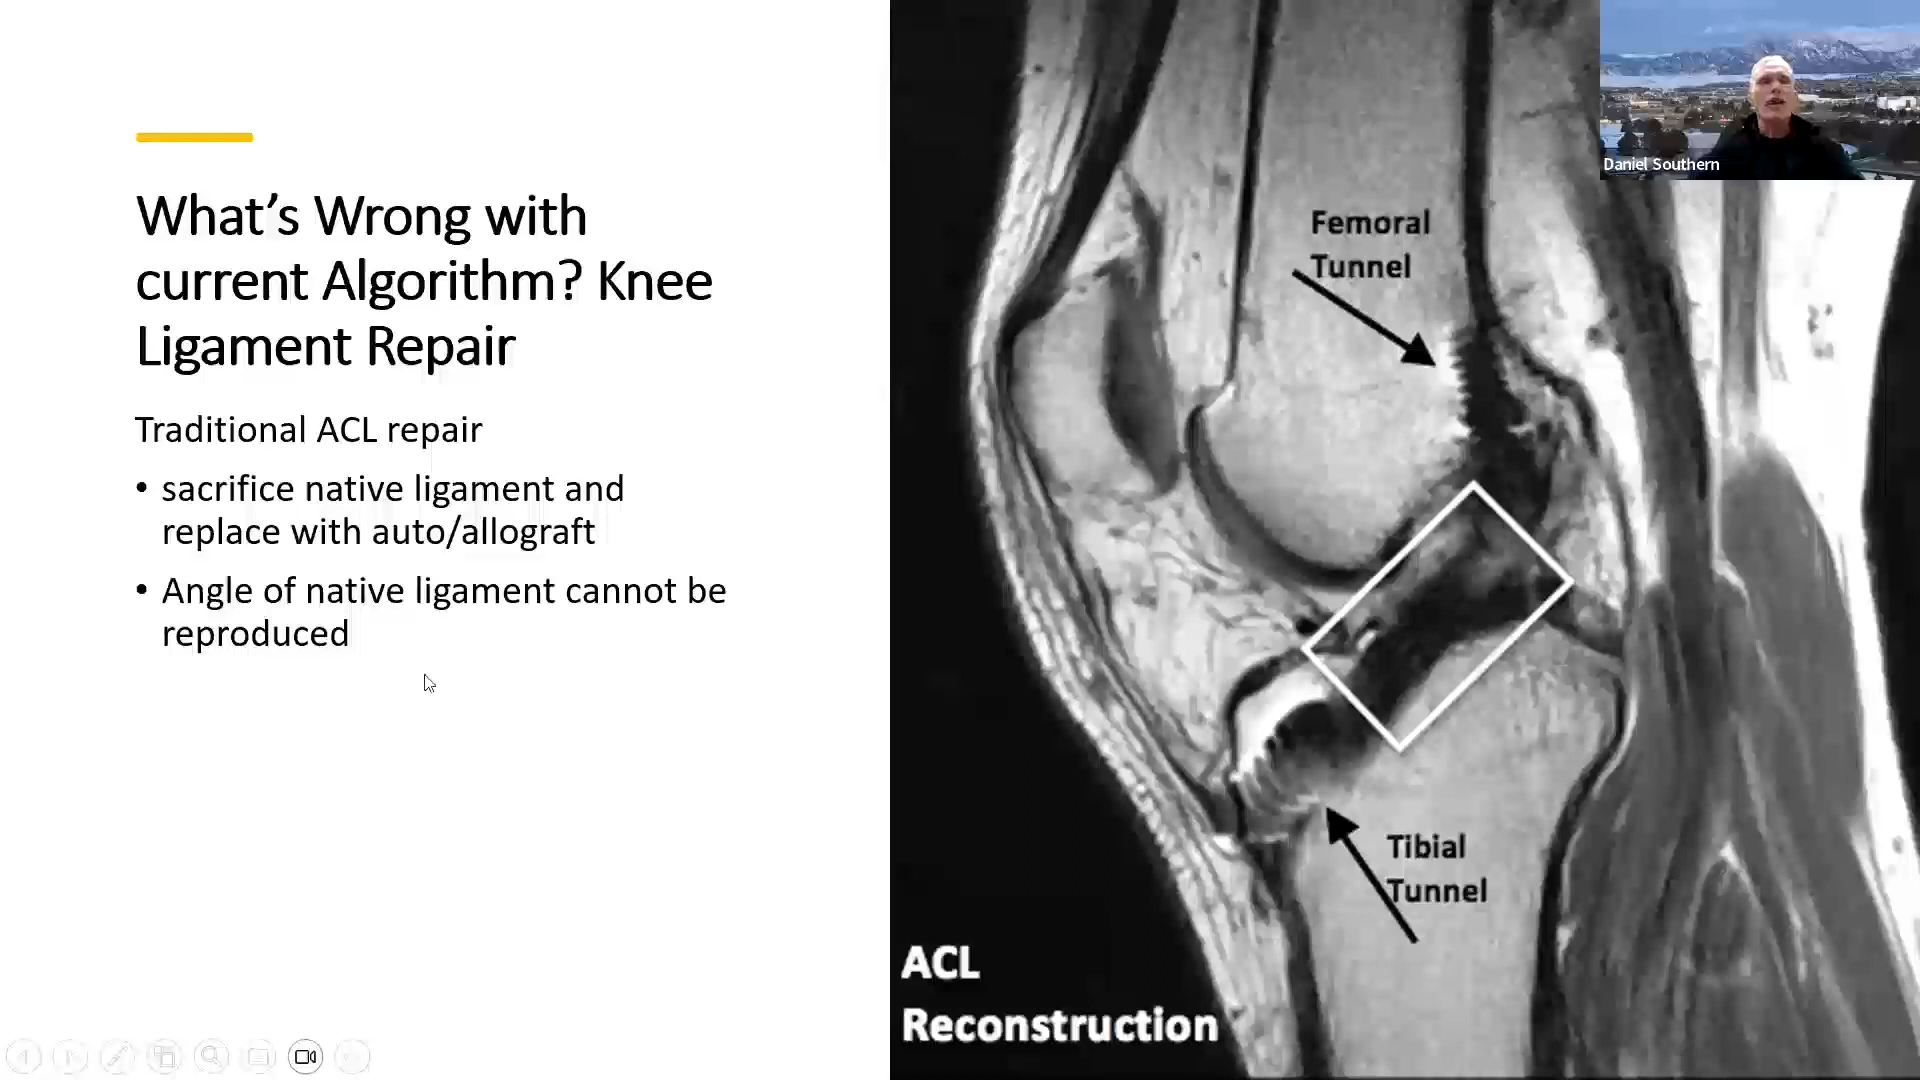 What's Wrong with
current Algorithm? Knee
Ligament Repair
Traditional ACL repair
• sacrifice native ligament and
replace with auto/allograft
• Angle of native ligament cannot be
reproduced
Daniel Southern
Femoral
Tunnel
Tibial
Tunnel
ACL
Reconstruction